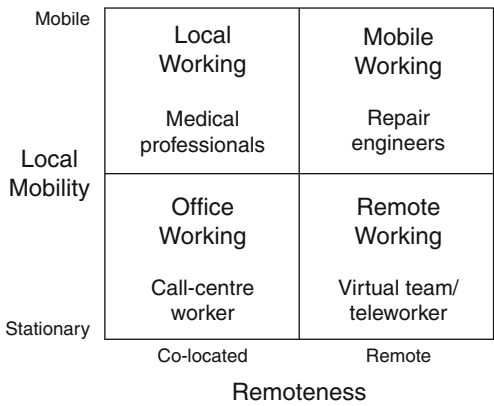 Mobile
Local
Working
Mobile
Working
Medical
professionals
Repair
engineers
Local
Mobility
Office
Working
Remote
Working
Call-centre
worker
Virtual team/
teleworker
Stationary
Co-located
Remote
Remoteness